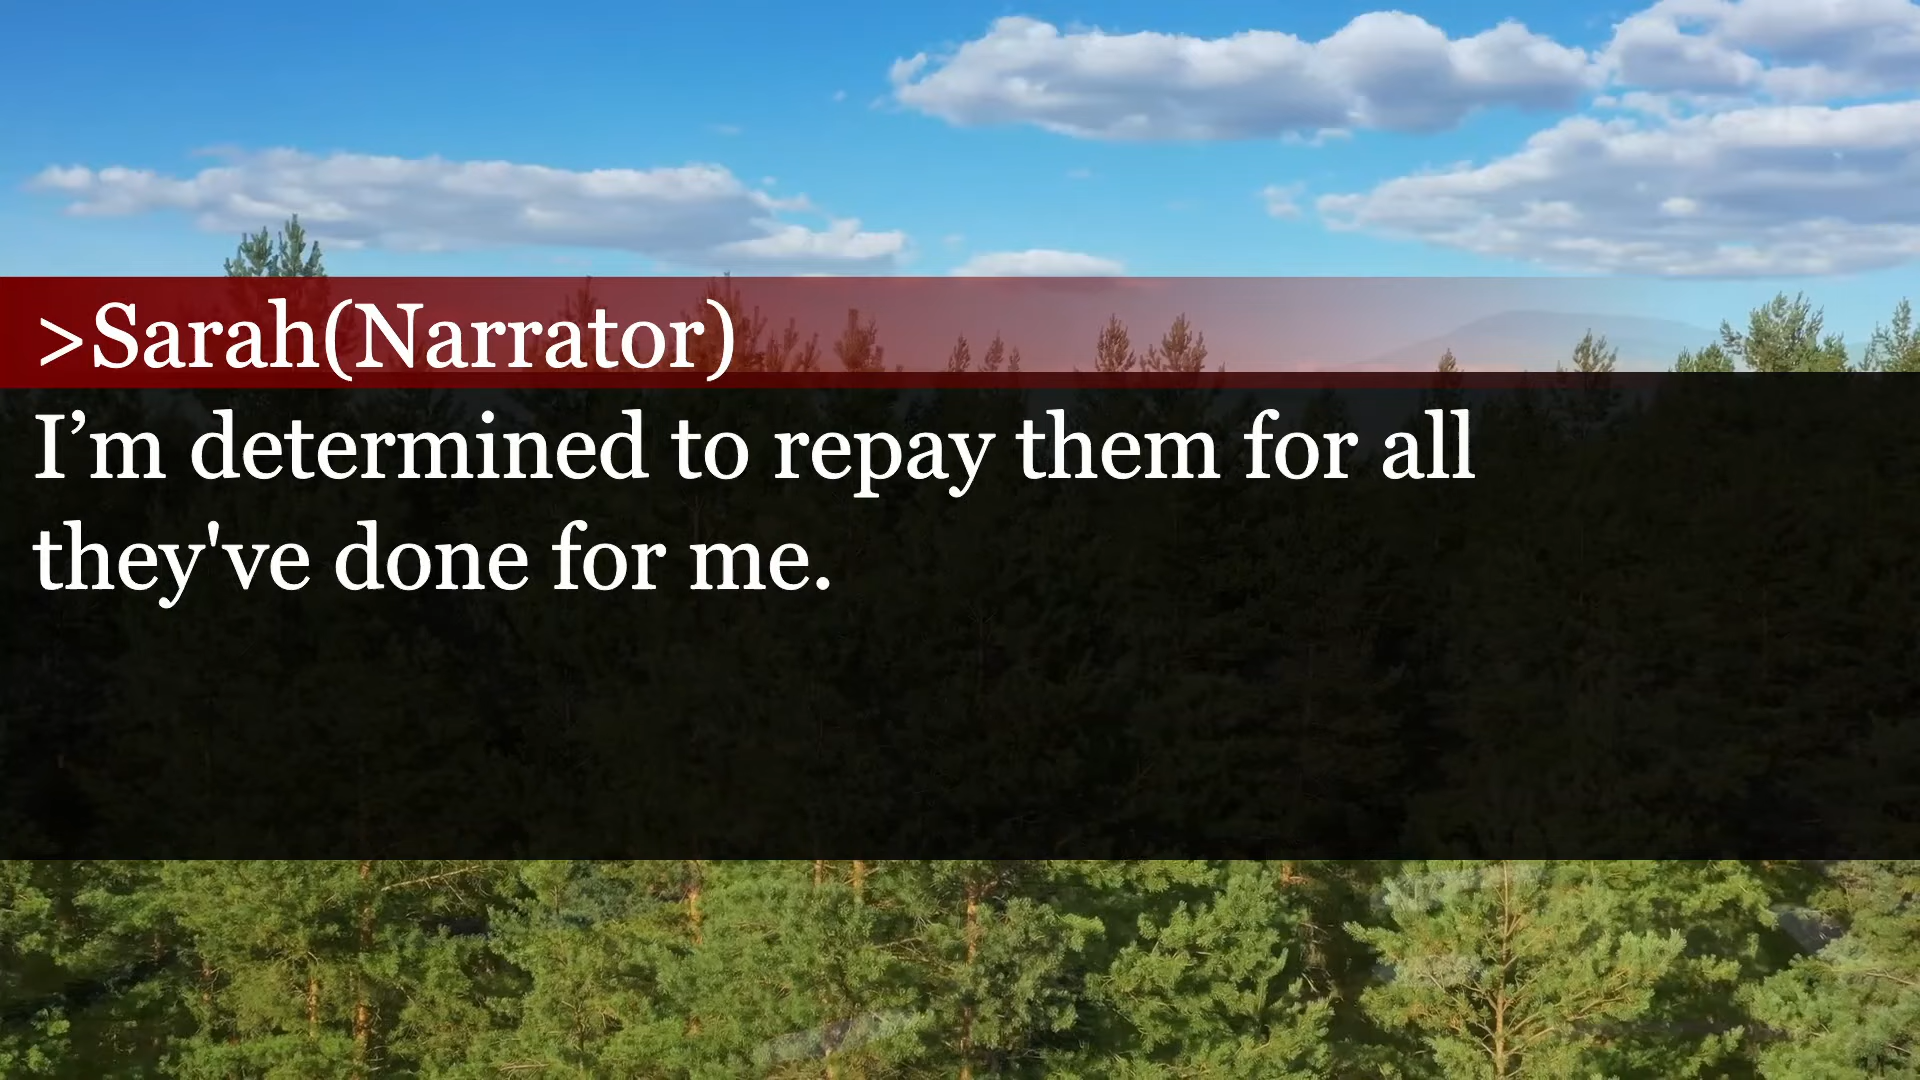 >Sarah(Narrator)
I’m determined to repay them for all
they've done for me.